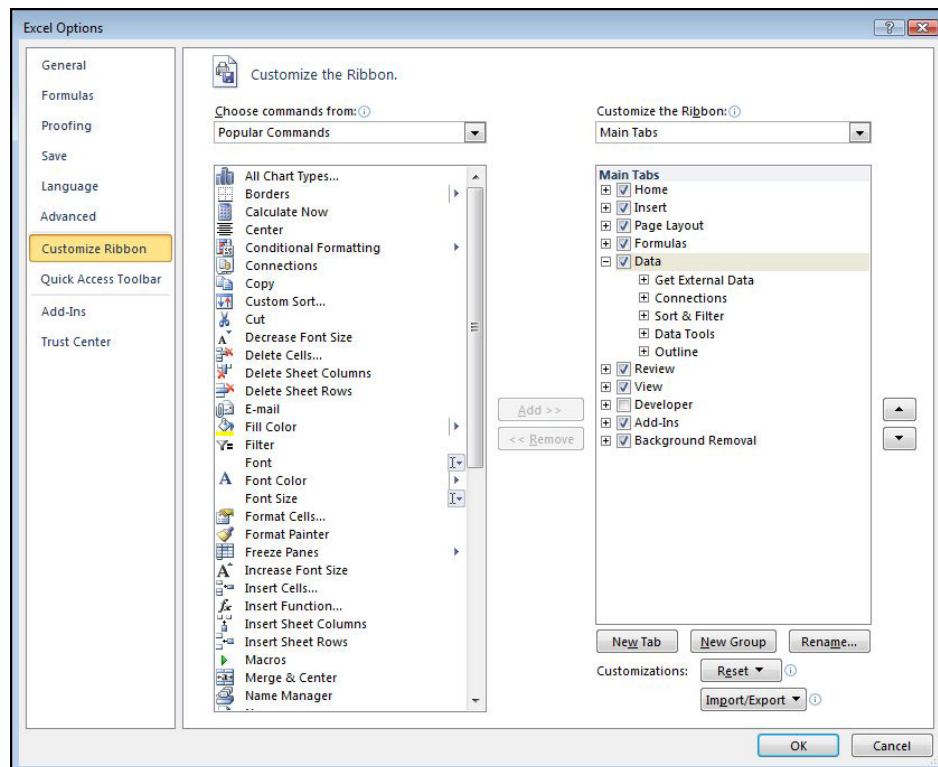 Excel Options
General
Formulas
Proofing
Save
Language
Advanced
Customize Ribbon
Quick Access Toolbar
Add-Ins
Trust Center
Customize the Ribbon.
Choose commands from:
Popular Commands
All Chart Types...
Borders
Calculate Now
Center
Conditional Formatting
Connections
Copy
Custom Sort...
Cut
Decrease Font Size
Delete Cells...
Delete Sheet Columns
Delete Sheet Rows
E-mail
Fill Color
Filter
Font
Font Color
Font Size
Format Cells...
Format Painter
Freeze Panes
Increase Font Size
Insert Cells...
Insert Function...
Insert Sheet Columns
Insert Sheet Rows
Macros
Merge & Center
Name Manager
Add >>
<< Remove
Customize the Ribbon:
Main Tabs
Main Tabs
Home
Insert
Page Layout
Formulas
Data
Get External Data
Connections
Sort & Filter
Data Tools
Outline
Review
View
Developer
Add-Ins
Background Removal
New Tab
New Group
Rename...
Customizations:
Reset
Import/Export
OK
Cancel